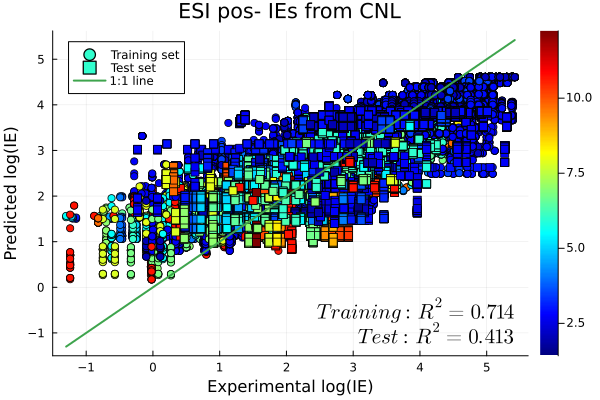 ESI pos- IEs from CNL
Training set
Test set
1:1 line
Predicted log(IE)
5
4
3
2
1
0
−1
Training: R² = 0.714
Test: R² = 0.413
−1 0 1 2 3 4 5
Experimental log(IE)
10.0
7.5
5.0
2.5